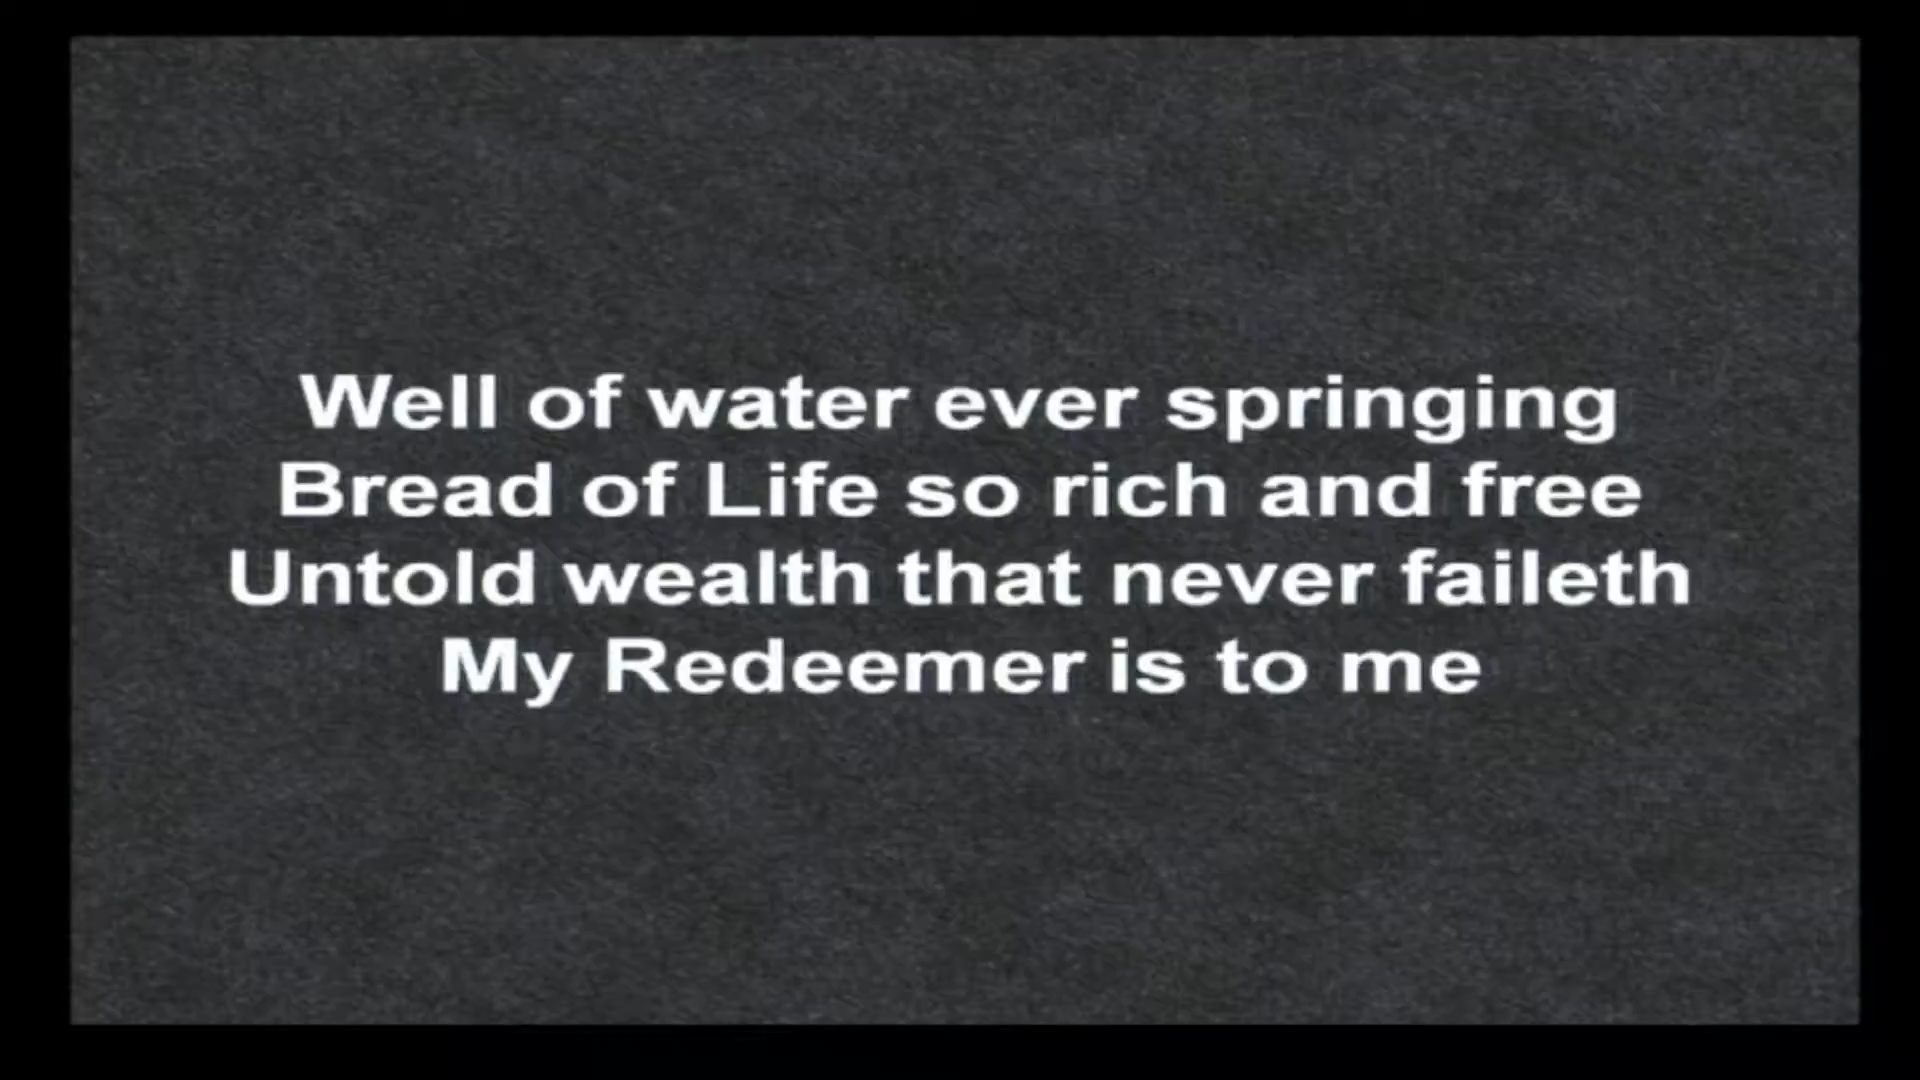 Well of water ever springing
Bread of Life so rich and free
Untold wealth that never faileth
My Redeemer is to me